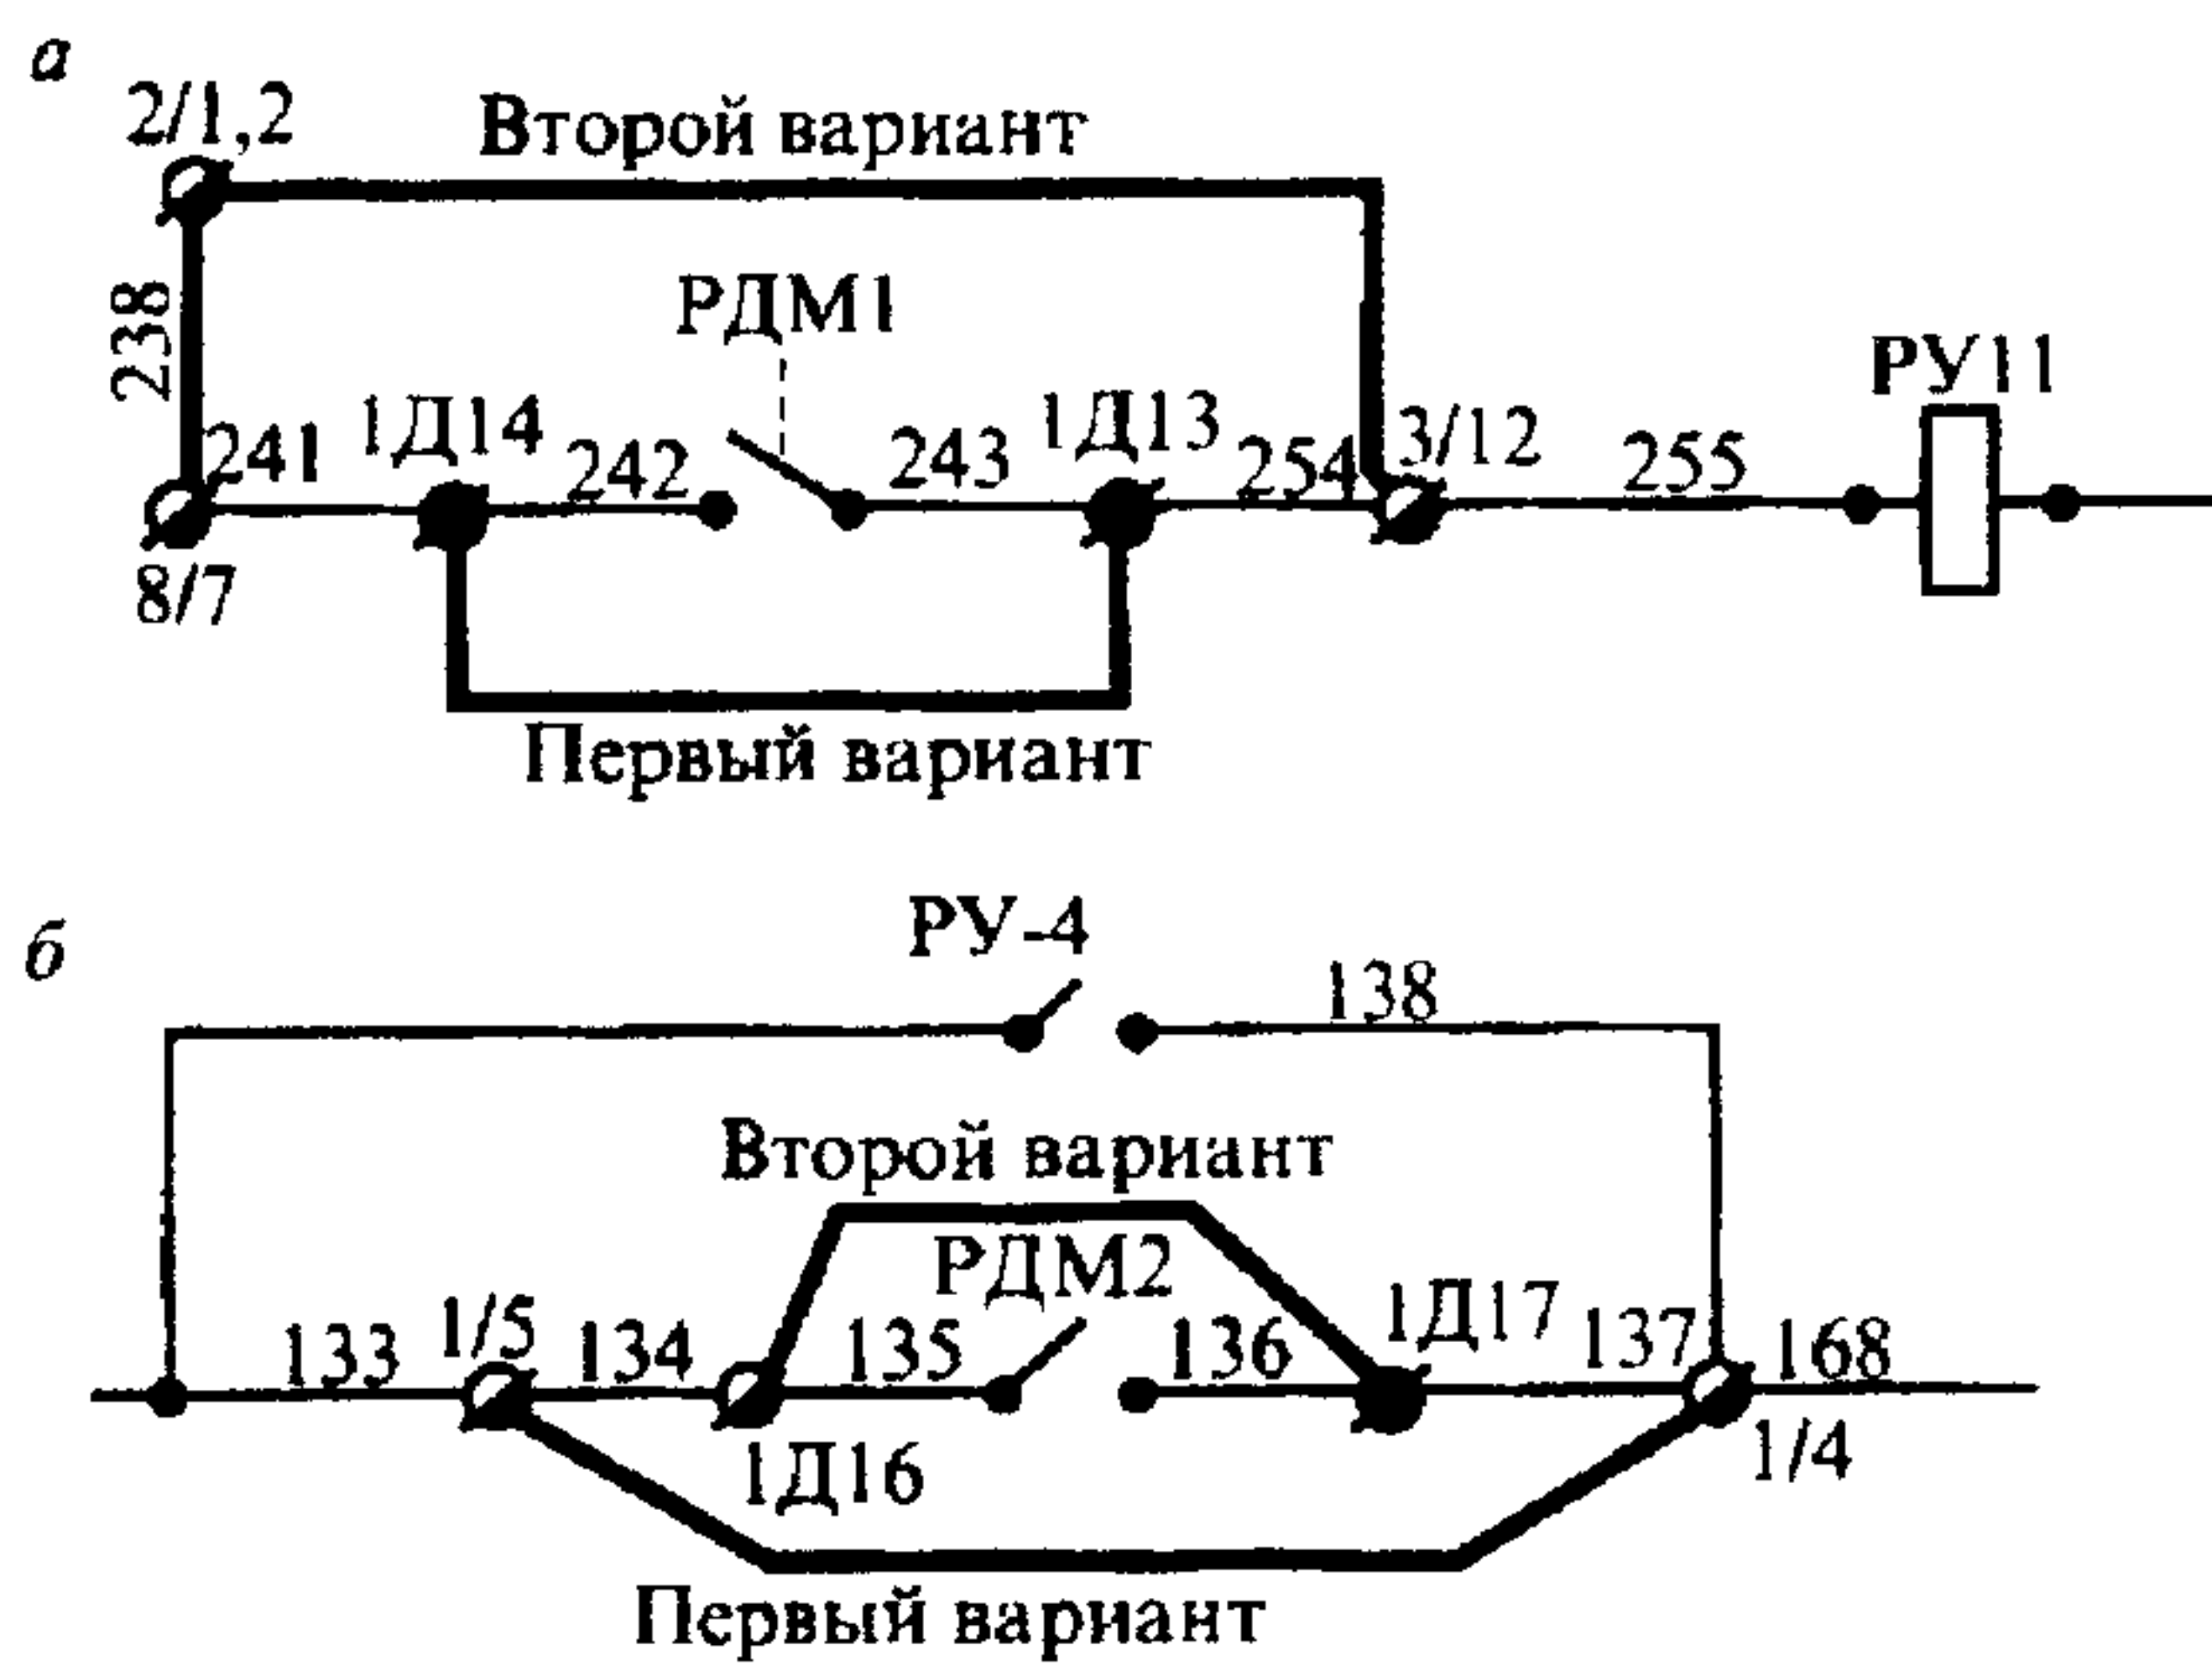 а
2/1,2
Второй вариант
238
РДМ1
241
1Д14
242
243
1Д13
254
3/12
255
РУ11
8/7
Первый вариант
б
РУ-4
138
Второй вариант
РДМ2
133
1/5
134
135
136
1Д17
137
168
1Д16
1/4
Первый вариант